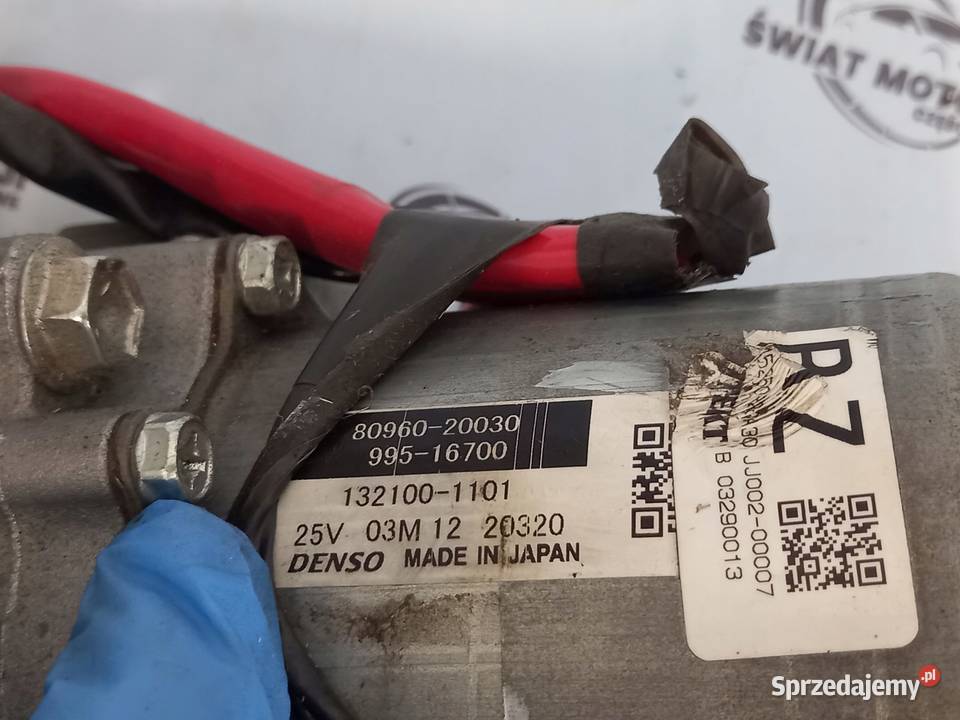 ŚWIAT MOTO
80960-20030
995-16700
132100-1101
25V 03M 12 20320
DENSO MADE IN JAPAN
PZ
JJ002-00007
B 03290013
Sprzedajemy.pl